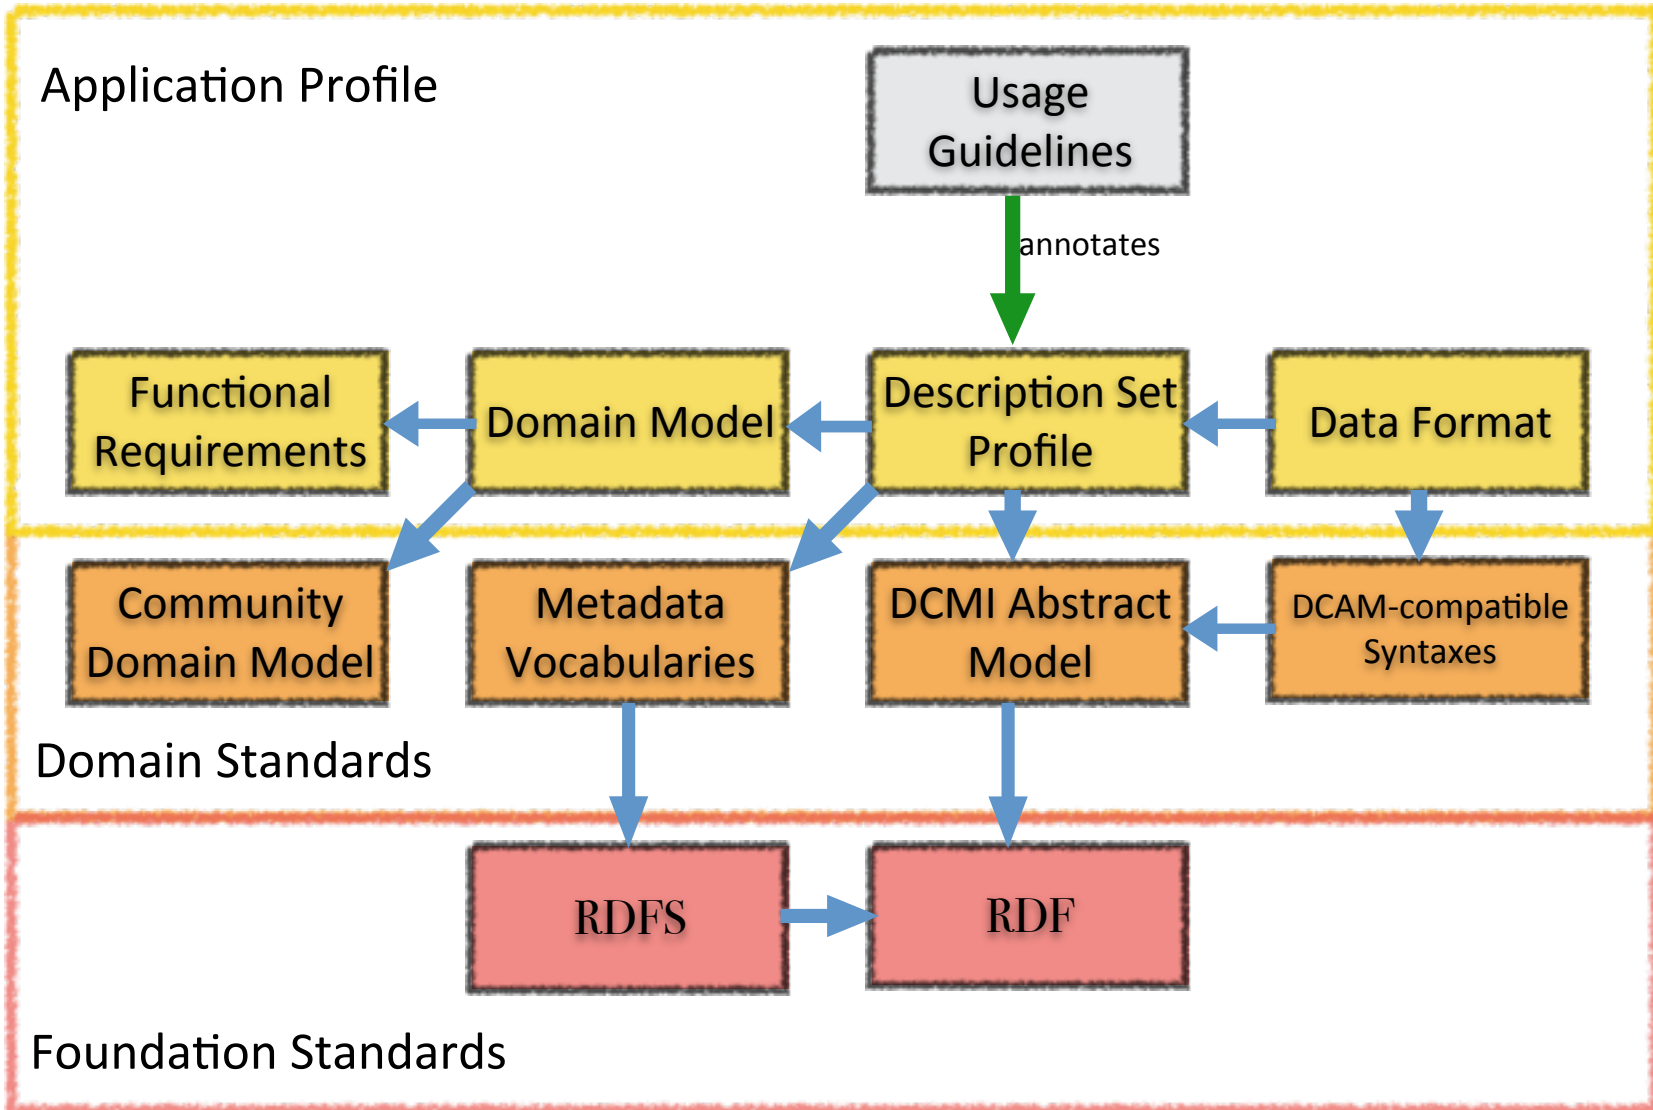 Application Profile
Usage
Guidelines
annotates
Functional
Requirements
Domain Model
Description Set
Profile
Data Format
Community
Domain Model
Metadata
Vocabularies
DCMI Abstract
Model
DCAM-compatible
Syntaxes
Domain Standards
RDFS
RDF
Foundation Standards